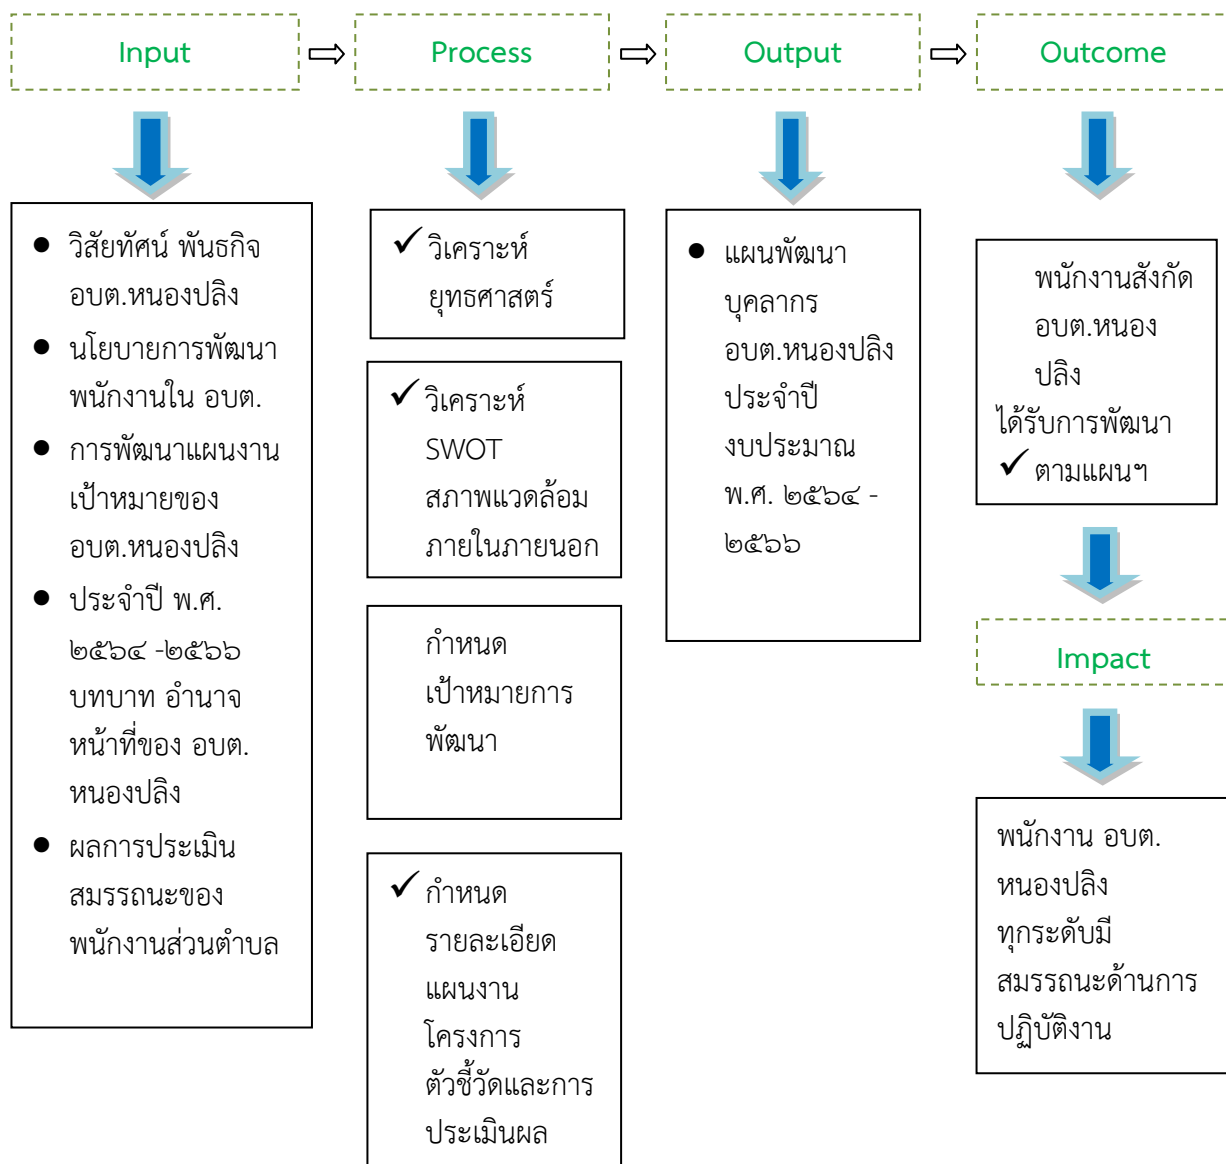 Input
Process
Output
Outcome
วิสัยทัศน์ พันธกิจ
อบต.หนองปลิง
นโยบายการพัฒนา
พนักงานใน อบต.
การพัฒนาแผนงาน
เป้าหมายของ
อบต.หนองปลิง
ประจำปี พ.ศ.
๒๕๖๔ -๒๕๖๖
บทบาท อำนาจ
หน้าที่ของ อบต.
หนองปลิง
ผลการประเมิน
สมรรถนะของ
พนักงานส่วนตำบล
วิเคราะห์
ยุทธศาสตร์
วิเคราะห์
SWOT
สภาพแวดล้อม
ภายในภายนอก
กำหนด
เป้าหมายการ
พัฒนา
กำหนด
รายละเอียด
แผนงาน
โครงการ
ตัวชี้วัดและการ
ประเมินผล
แผนพัฒนา
บุคลากร
อบต.หนองปลิง
ประจำปี
งบประมาณ
พ.ศ. ๒๕๖๔ -
๒๕๖๖
พนักงานสังกัด
อบต.หนอง
ปลิง
ได้รับการพัฒนา
ตามแผนฯ
Impact
พนักงาน อบต.
หนองปลิง
ทุกระดับมี
สมรรถนะด้านการ
ปฏิบัติงาน